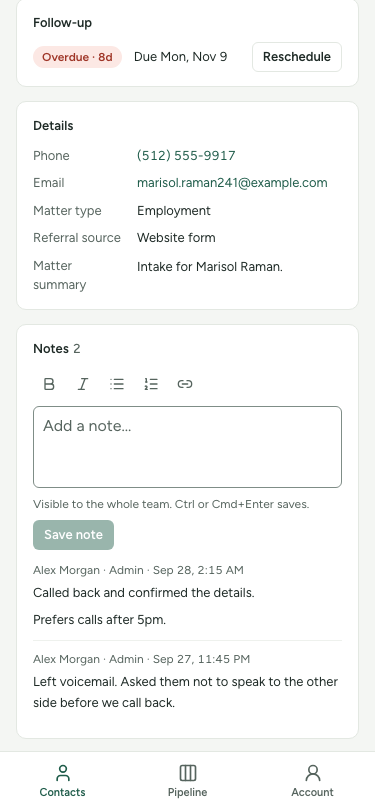 Follow-up
Overdue · 8d
Due Mon, Nov 9
Reschedule
Details
Phone
(512) 555-9917
Email
marisol.raman241@example.com
Matter type
Employment
Referral source
Website form
Matter summary
Intake for Marisol Raman.
Notes 2
Add a note...
Visible to the whole team. Ctrl or Cmd+Enter saves.
Save note
Alex Morgan · Admin · Sep 28, 2:15 AM
Called back and confirmed the details.
Prefers calls after 5pm.
Alex Morgan · Admin · Sep 27, 11:45 PM
Left voicemail. Asked them not to speak to the other
side before we call back.
Contacts
Pipeline
Account